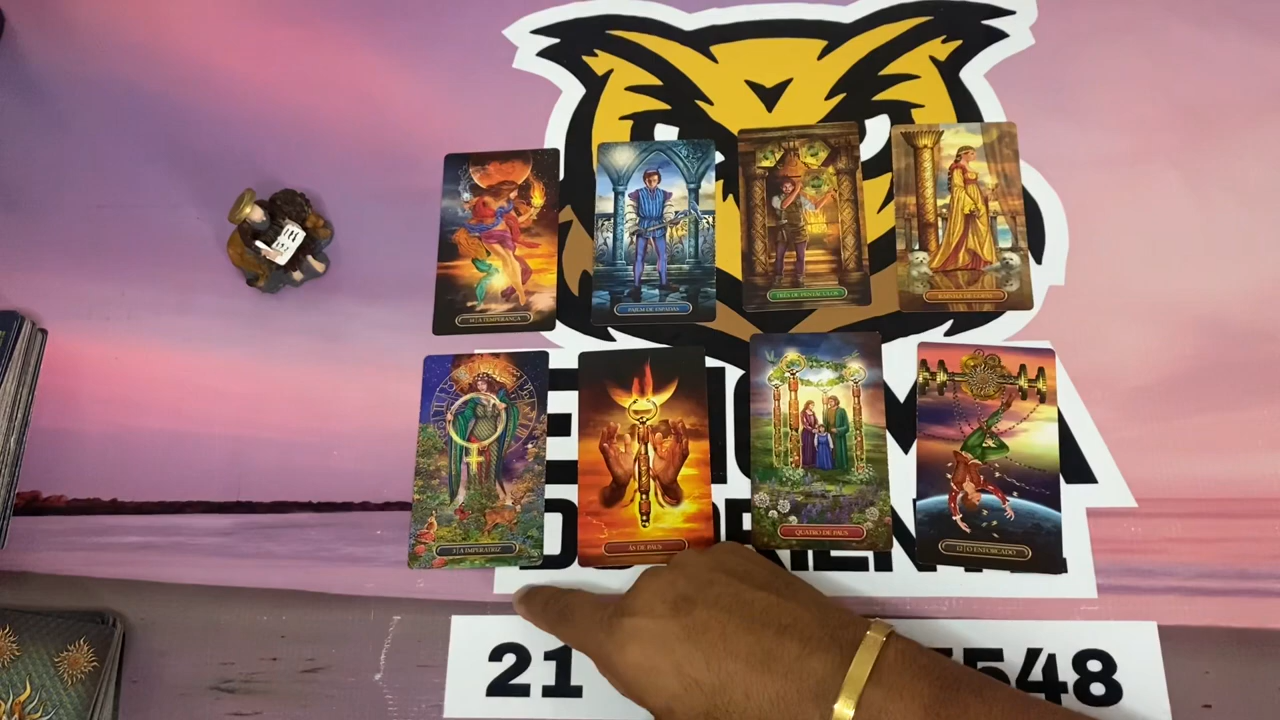 14 | A TEMPERANÇA
PAJEM DE ESPADAS
TRÊS DE PENTÁCULOS
RAINHA DE COPAS
3 | A IMPERATRIZ
ÁS DE PAUS
QUATRO DE PAUS
12 | O ENFORCADO
21
548